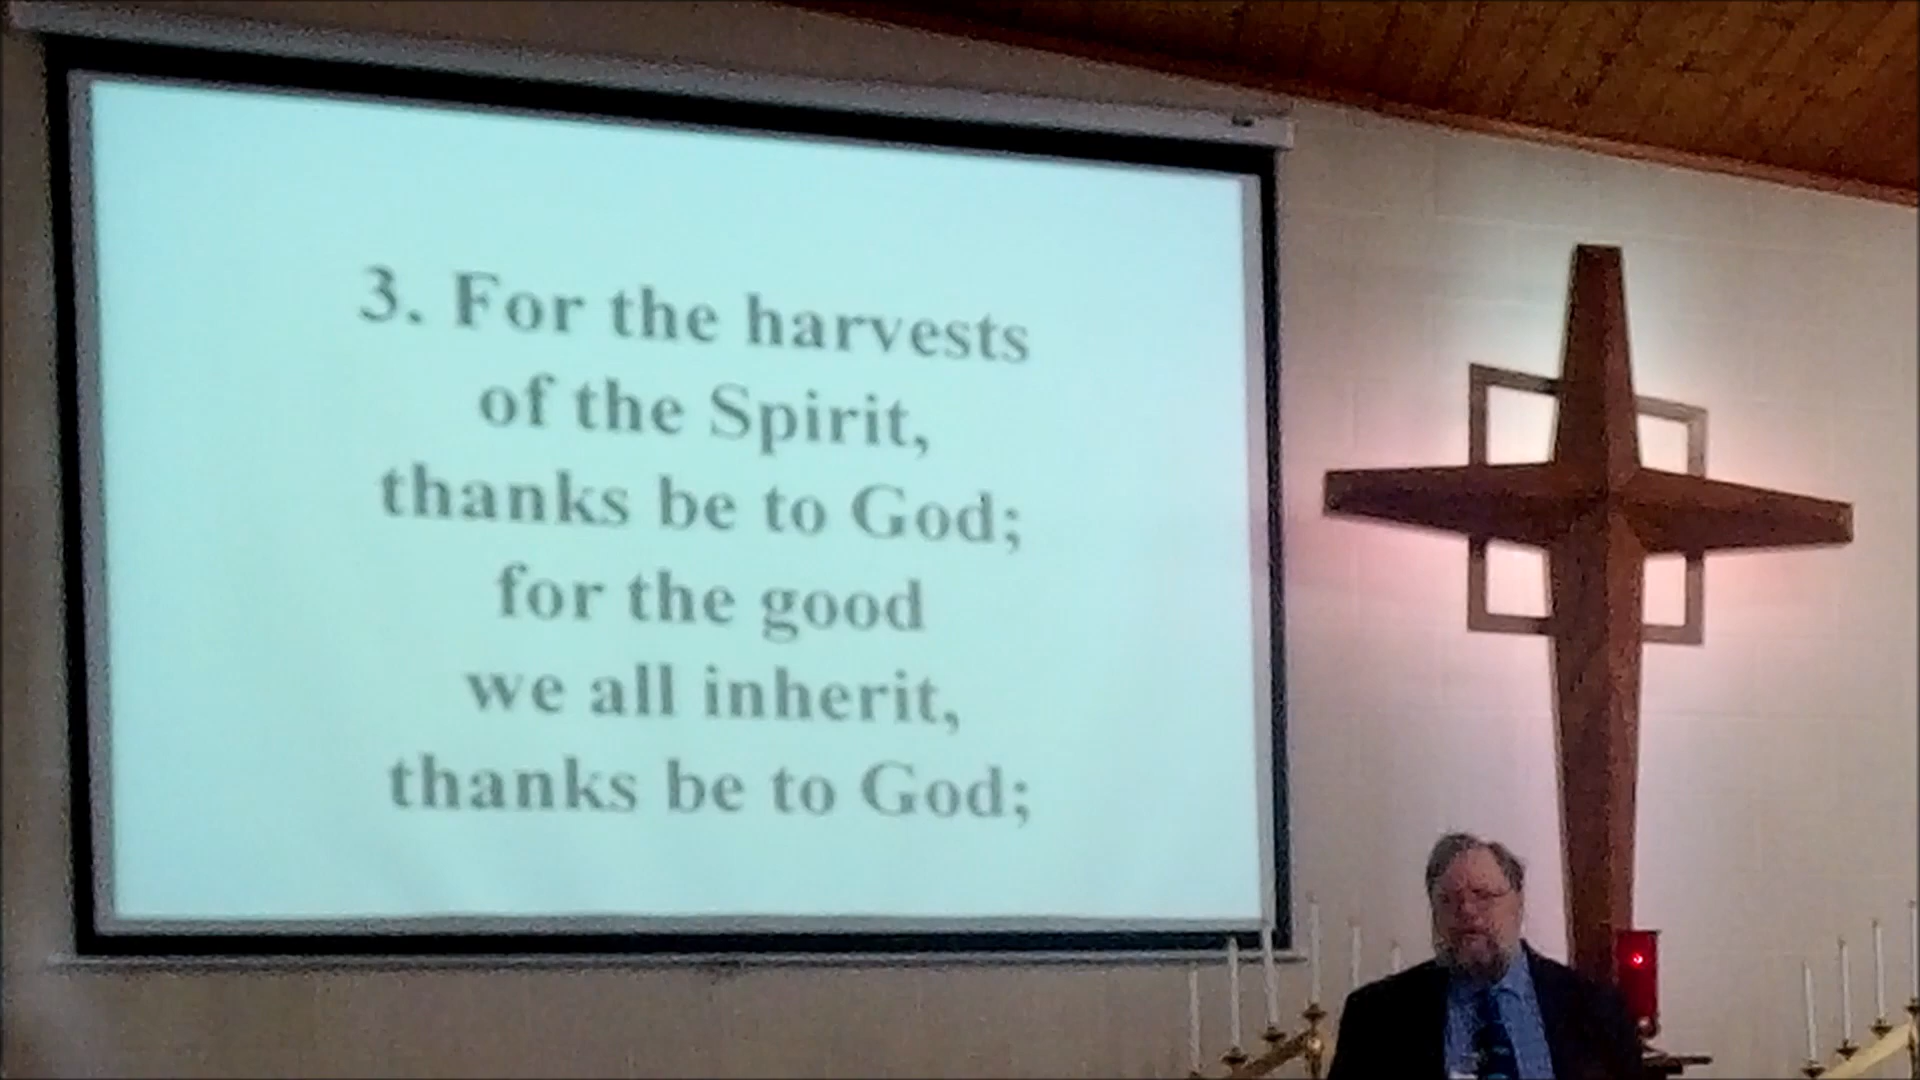 3. For the harvests
of the Spirit,
thanks be to God;
for the good
we all inherit,
thanks be to God;